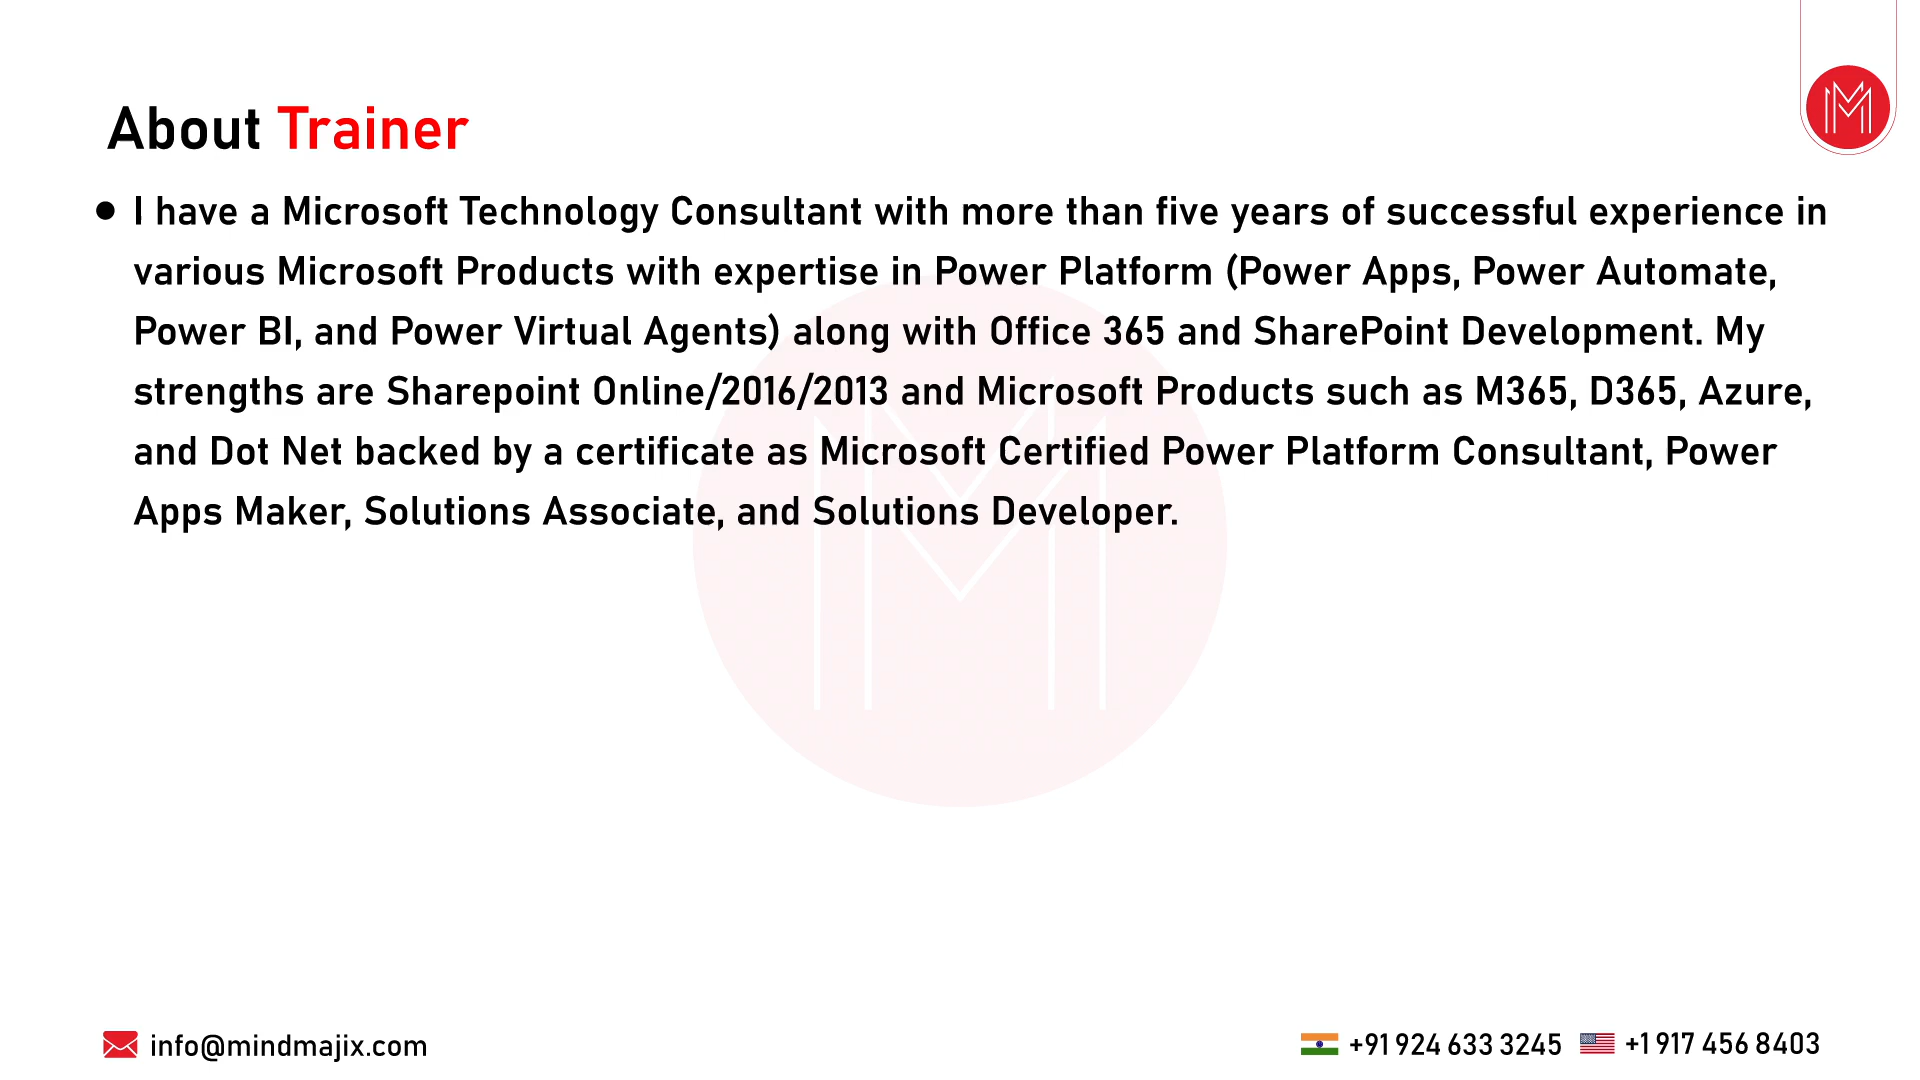 About Trainer
● I have a Microsoft Technology Consultant with more than five years of successful experience in
various Microsoft Products with expertise in Power Platform (Power Apps, Power Automate,
Power BI, and Power Virtual Agents) along with Office 365 and SharePoint Development. My
strengths are Sharepoint Online/2016/2013 and Microsoft Products such as M365, D365, Azure,
and Dot Net backed by a certificate as Microsoft Certified Power Platform Consultant, Power
Apps Maker, Solutions Associate, and Solutions Developer.
info@mindmajix.com
+91 924 633 3245
+1 917 456 8403